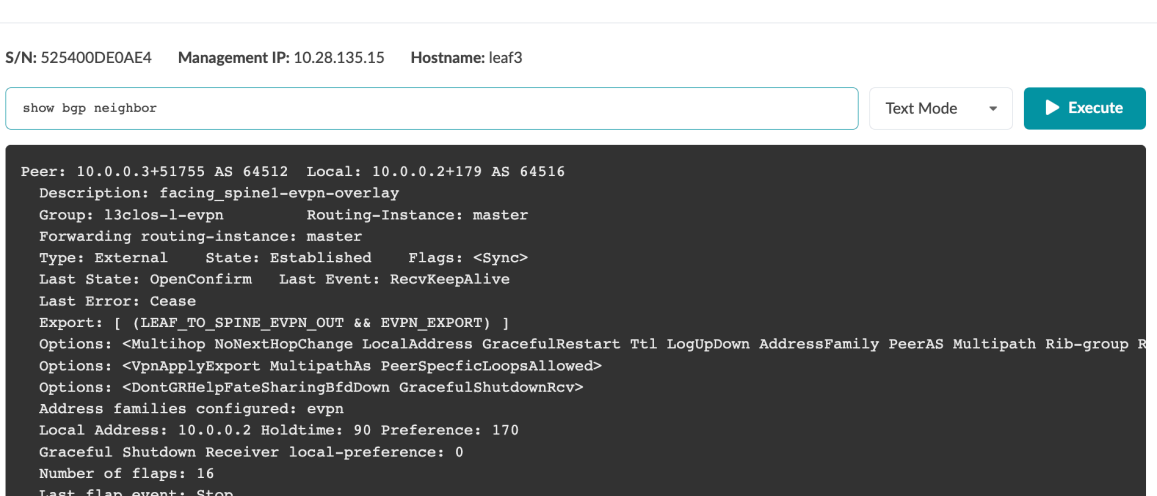 S/N: 525400DE0AE4 Management IP: 10.28.135.15 Hostname: leaf3
show bgp neighbor Text Mode Execute
Peer: 10.0.0.3+51755 AS 64512 Local: 10.0.0.2+179 AS 64516
Description: facing_spine1-evpn-overlay
Group: l3clos-l-evpn Routing-Instance: master
Forwarding routing-instance: master
Type: External State: Established Flags: <Sync>
Last State: OpenConfirm Last Event: RecvKeepAlive
Last Error: Cease
Export: [ (LEAF_TO_SPINE_EVPN_OUT && EVPN_EXPORT) ]
Options: <Multihop NoNextHopChange LocalAddress GracefulRestart Ttl LogUpDown AddressFamily PeerAS Multipath Rib-group R
Options: <VpnApplyExport MultipathAs PeerSpecficLoopsAllowed>
Options: <DontGRHelpFateSharingBfdDown GracefulShutdownRcv>
Address families configured: evpn
Local Address: 10.0.0.2 Holdtime: 90 Preference: 170
Graceful Shutdown Receiver local-preference: 0
Number of flaps: 16
Last flap event: Stop